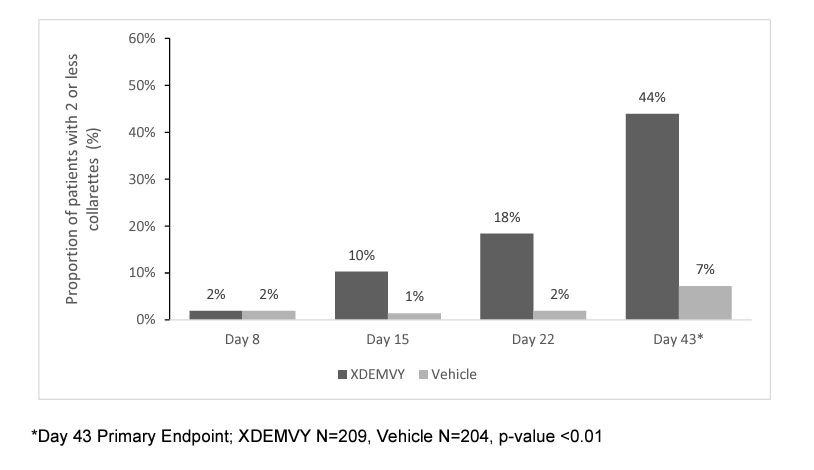 Proportion of patients with 2 or less
collarettes (%)
60%
50%
40%
30%
20%
10%
0%
2%
2%
10%
1%
18%
2%
44%
7%
Day 8
Day 15
Day 22
Day 43*
XDEMVY
Vehicle
*Day 43 Primary Endpoint; XDEMVY N=209, Vehicle N=204, p-value <0.01